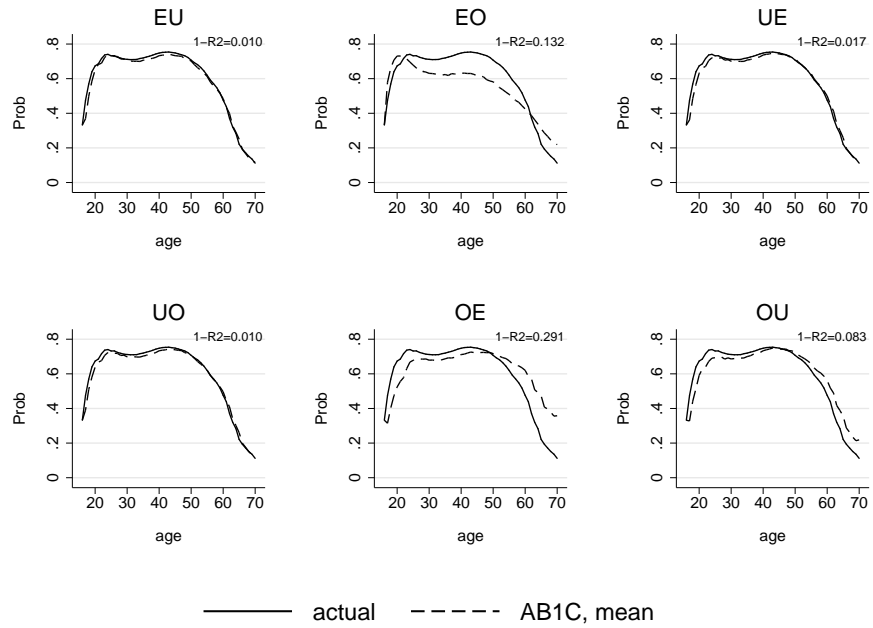 EU
1−R2=0.010
Prob
0 .2 .4 .6 .8
20 30 40 50 60 70
age
EO
1−R2=0.132
Prob
0 .2 .4 .6 .8
20 30 40 50 60 70
age
UE
1−R2=0.017
Prob
0 .2 .4 .6 .8
20 30 40 50 60 70
age
UO
1−R2=0.010
Prob
0 .2 .4 .6 .8
20 30 40 50 60 70
age
OE
1−R2=0.291
Prob
0 .2 .4 .6 .8
20 30 40 50 60 70
age
OU
1−R2=0.083
Prob
0 .2 .4 .6 .8
20 30 40 50 60 70
age
actual AB1C, mean